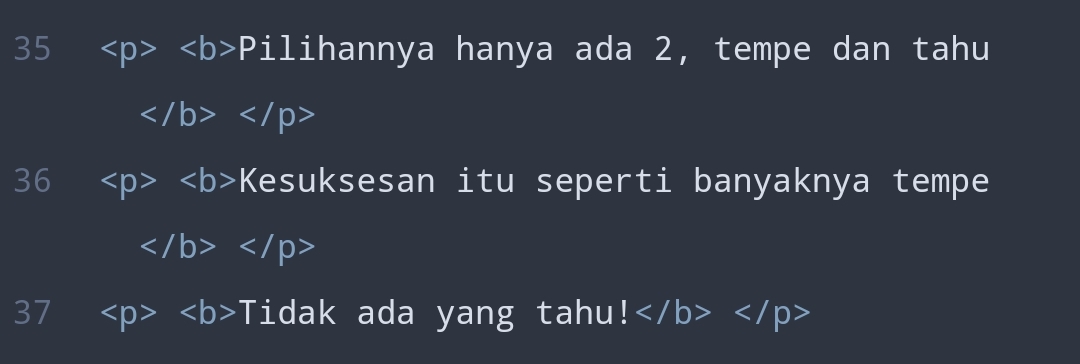 35 <p> <b>Pilihannya hanya ada 2, tempe dan tahu
</b> </p>
36 <p> <b>Kesuksesan itu seperti banyaknya tempe
</b> </p>
37 <p> <b>Tidak ada yang tahu!</b> </p>